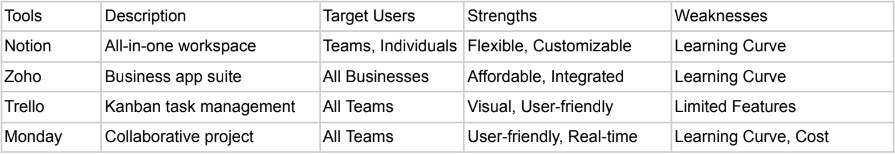 Tools Description Target Users Strengths Weaknesses
Notion All-in-one workspace Teams, Individuals Flexible, Customizable Learning Curve
Zoho Business app suite All Businesses Affordable, Integrated Learning Curve
Trello Kanban task management All Teams Visual, User-friendly Limited Features
Monday Collaborative project All Teams User-friendly, Real-time Learning Curve, Cost